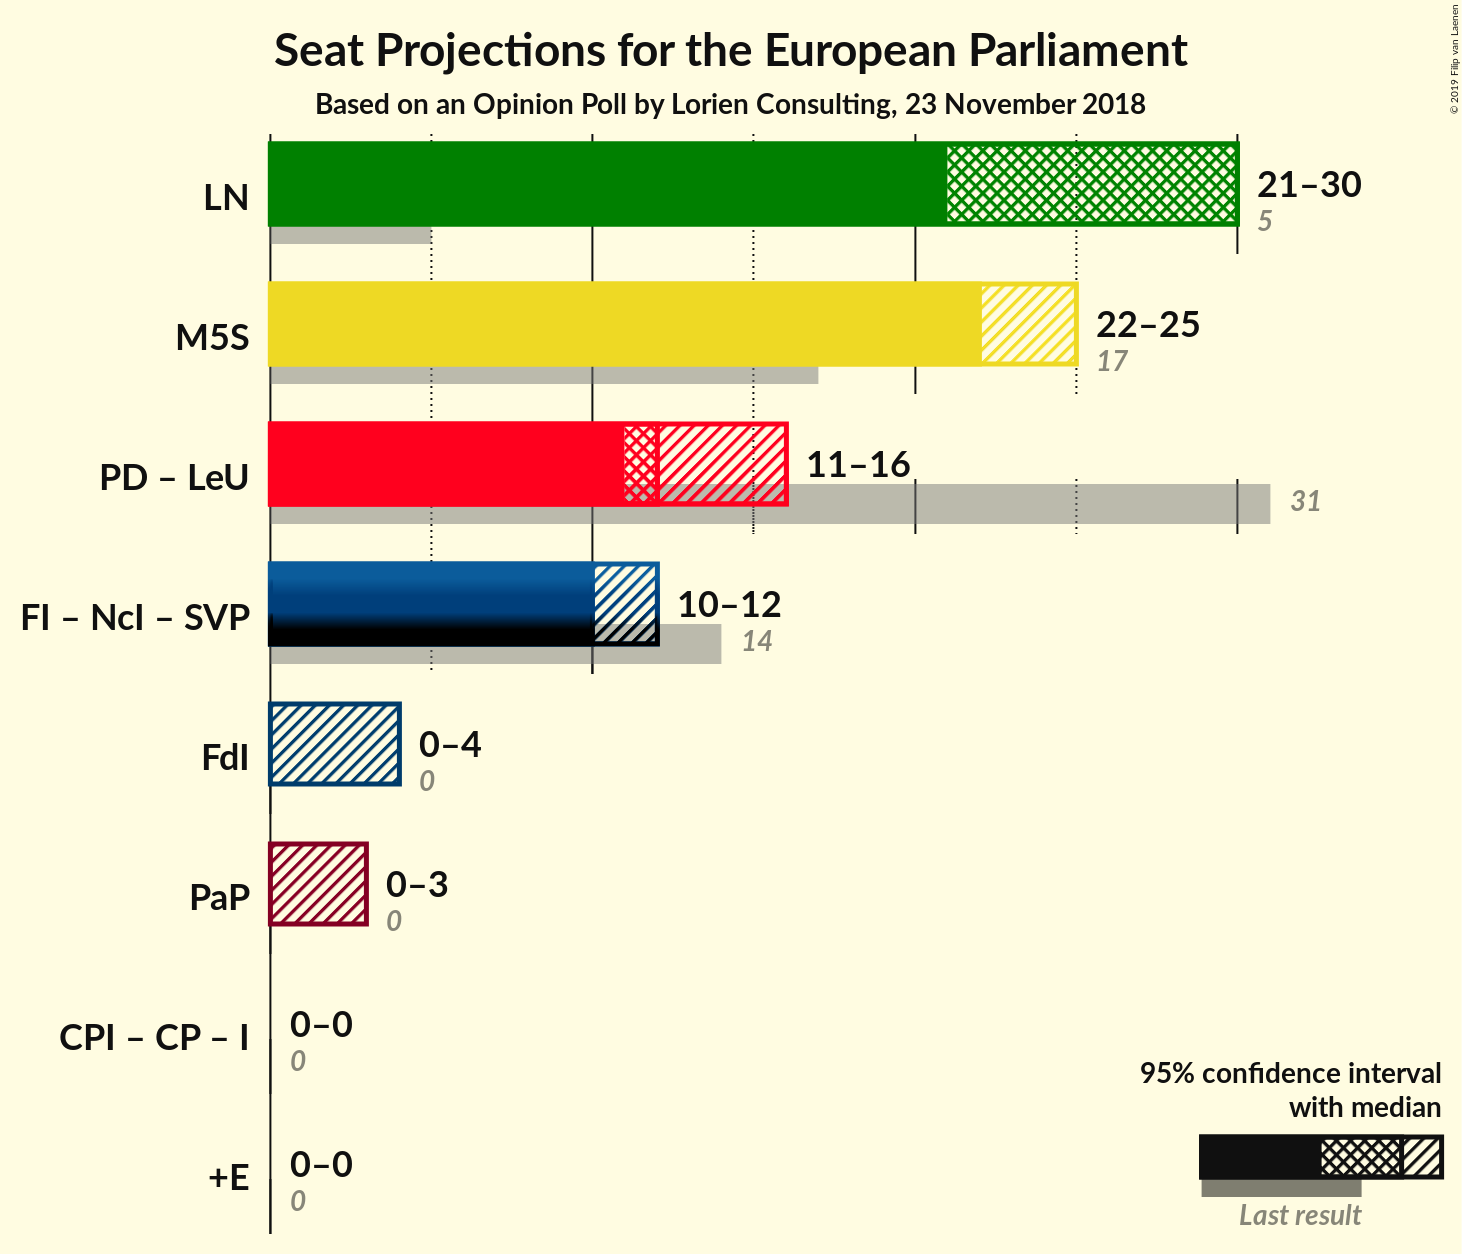 Seat Projections for the European Parliament
Based on an Opinion Poll by Lorien Consulting, 23 November 2018
© 2019 Filip van Laenen
LN
21–30
5
M5S
22–25
17
PD – LeU
11–16
31
FI – NcI – SVP
10–12
14
FdI
0–4
0
PaP
0–3
0
CPI – CP – I
0–0
0
+E
0–0
0
95% confidence interval
with median
Last result